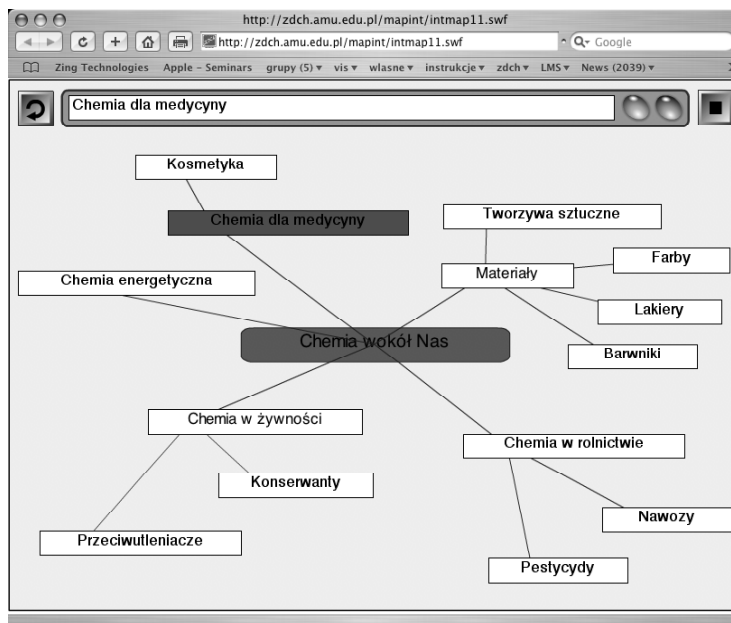 http://zdch.amu.edu.pl/mapint/intmap11.swf
http://zdch.amu.edu.pl/mapint/intmap11.swf Google
Zing Technologies Apple – Seminars grupy (5) vis wlasne instrukcje zdch LMS News (2039)
Chemia dla medycyny
Kosmetyka
Chemia dla medycyny
Tworzywa sztuczne
Farby
Materiały
Chemia energetyczna
Lakiery
Chemia wokół Nas
Barwniki
Chemia w żywności
Chemia w rolnictwie
Konserwanty
Nawozy
Przeciwutleniacze
Pestycydy